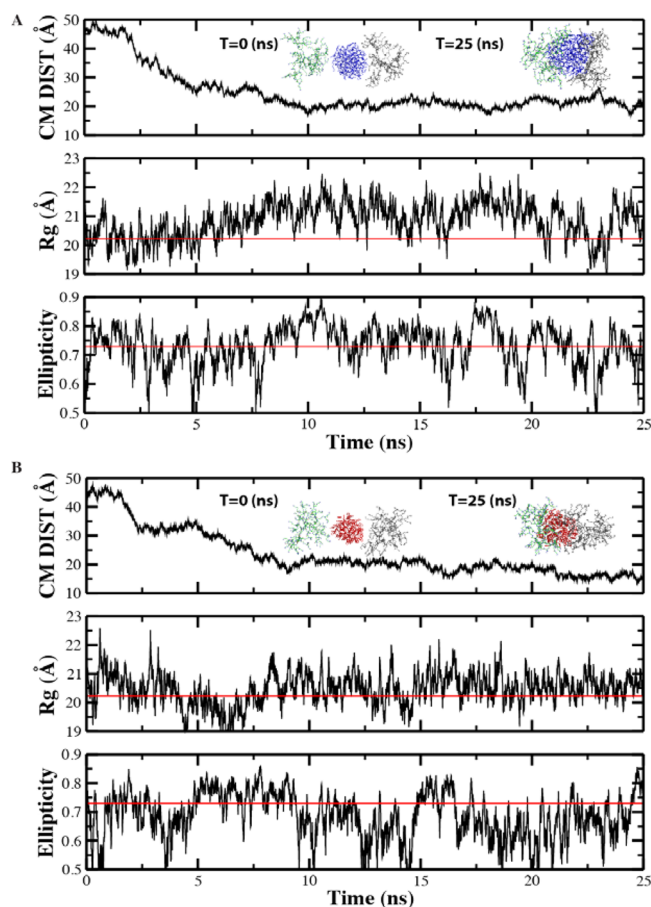 A
CM DIST (Å)
50
40
30
20
10
T=0 (ns)
T=25 (ns)
Rg (Å)
23
22
21
20
19
Ellipticity
0.9
0.8
0.7
0.6
0.5
0 5 10 15 20 25
Time (ns)
B
CM DIST (Å)
50
40
30
20
10
T=0 (ns)
T=25 (ns)
Rg (Å)
23
22
21
20
19
Ellipticity
0.9
0.8
0.7
0.6
0.5
0 5 10 15 20 25
Time (ns)